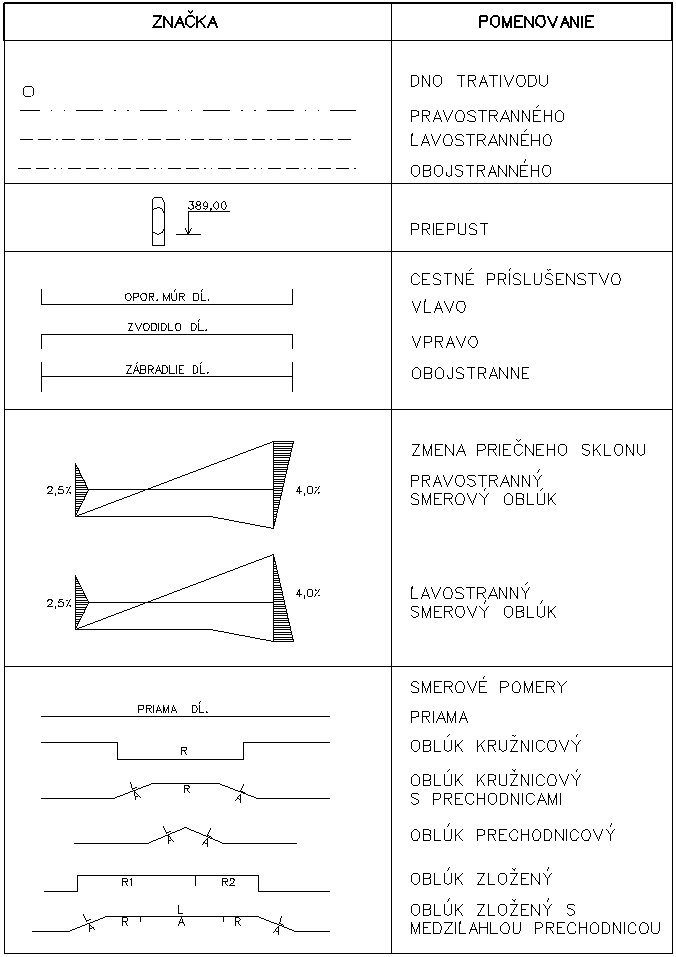 ZNAČKA POMENOVANIE
DNO TRATIVODU
PRAVOSTRANNÉHO
ĽAVOSTRANNÉHO
OBOJSTRANNÉHO
389,00
PRIEPUST
CESTNÉ PRÍSLUŠENSTVO
OPOR. MÚR DĹ. VĽAVO
ZVODIDLO DĹ. VPRAVO
ZÁBRADLIE DĹ. OBOJSTRANNE
ZMENA PRIEČNEHO SKLONU
2,5% 4,0% PRAVOSTRANNÝ
SMEROVÝ OBLÚK
2,5% 4,0% ĽAVOSTRANNÝ
SMEROVÝ OBLÚK
SMEROVÉ POMERY
PRIAMA DĹ. PRIAMA
R OBLÚK KRUŽNICOVÝ
A R A OBLÚK KRUŽNICOVÝ
S PRECHODNICAMI
A A OBLÚK PRECHODNICOVÝ
R1 R2 OBLÚK ZLOŽENÝ
L OBLÚK ZLOŽENÝ S
A R A R A MEDZIĽAHLOU PRECHODNICOU